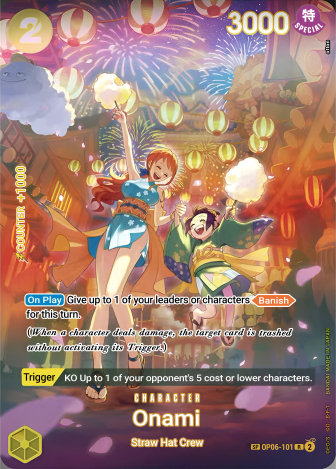 2
3000
特
SPECIAL
COUNTER +1000
On Play Give up to 1 of your leaders or characters Banish
for this turn.
(When a character deals damage, the target card is trashed
without activating its Trigger.)
Trigger KO Up to 1 of your opponent's 5 cost or lower characters.
CHARACTER
Onami
Straw Hat Crew
SP OP06-101 R 2